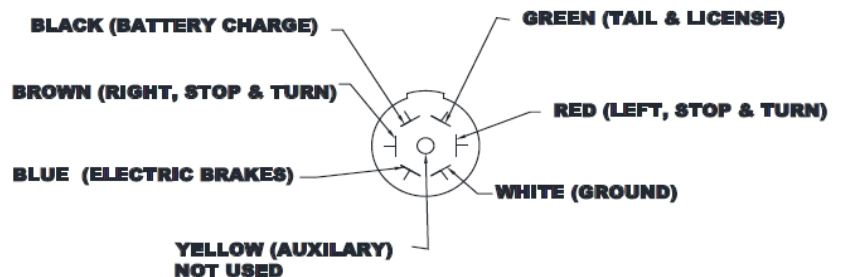 BLACK (BATTERY CHARGE)
GREEN (TAIL & LICENSE)
BROWN (RIGHT, STOP & TURN)
RED (LEFT, STOP & TURN)
BLUE (ELECTRIC BRAKES)
WHITE (GROUND)
YELLOW (AUXILARY)
NOT USED